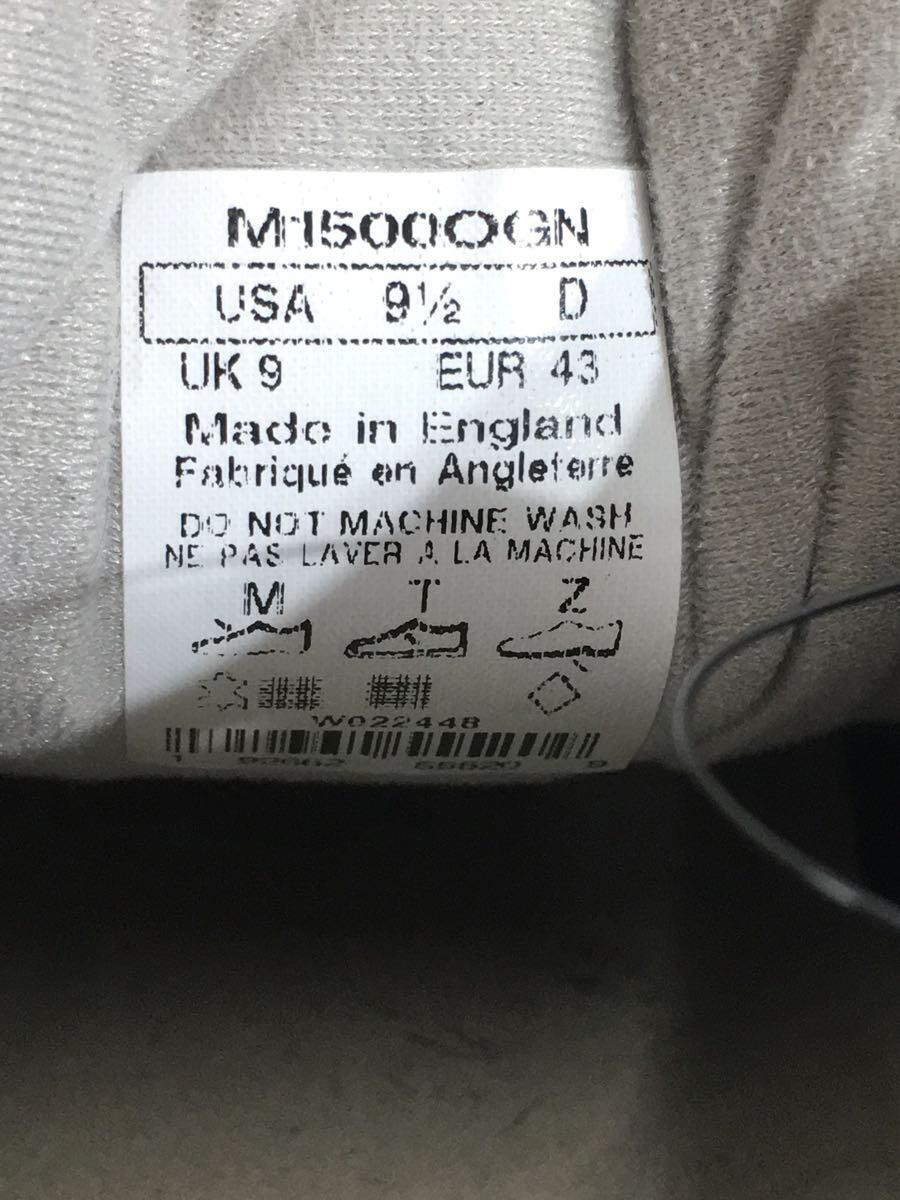 M1500OGN
USA 9½ D
UK 9 EUR 43
Made in England
Fabriqué en Angleterre
DO NOT MACHINE WASH
NE PAS LAVER A LA MACHINE
M T Z
W022448